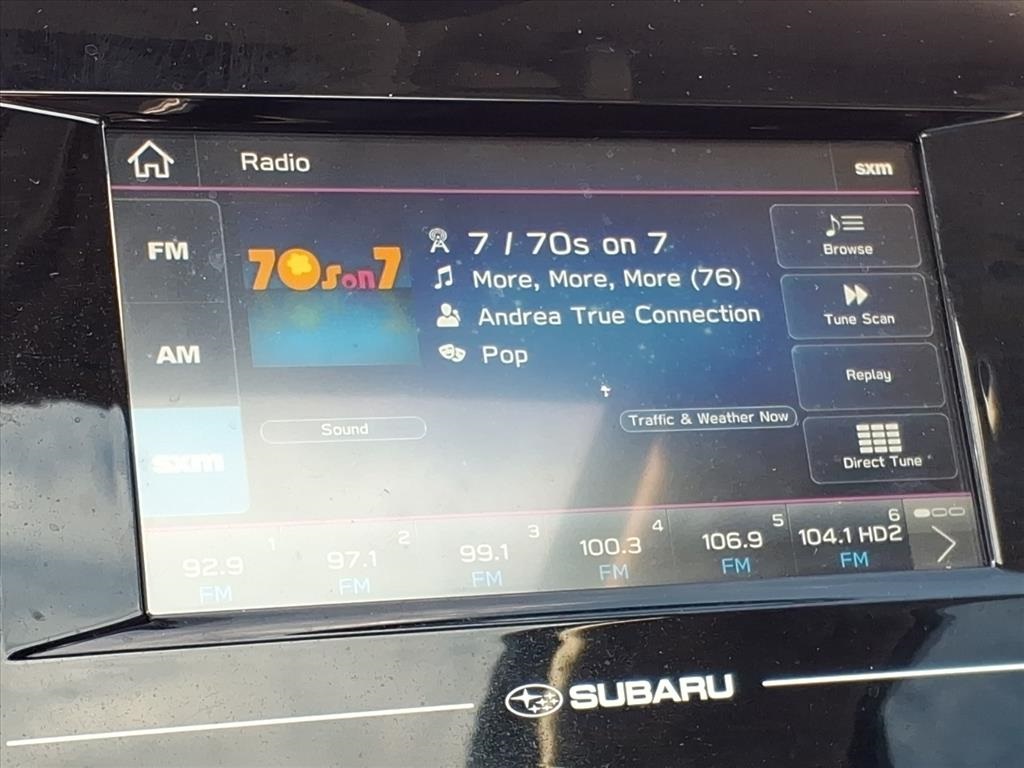 Radio
sxm
FM
AM
sxm
70s on 7
7 / 70s on 7
More, More, More (76)
Andrea True Connection
Pop
Sound
Traffic & Weather Now
Browse
Tune Scan
Replay
Direct Tune
1
92.9
FM
2
97.1
FM
3
99.1
FM
4
100.3
FM
5
106.9
FM
6
104.1 HD2
FM
SUBARU